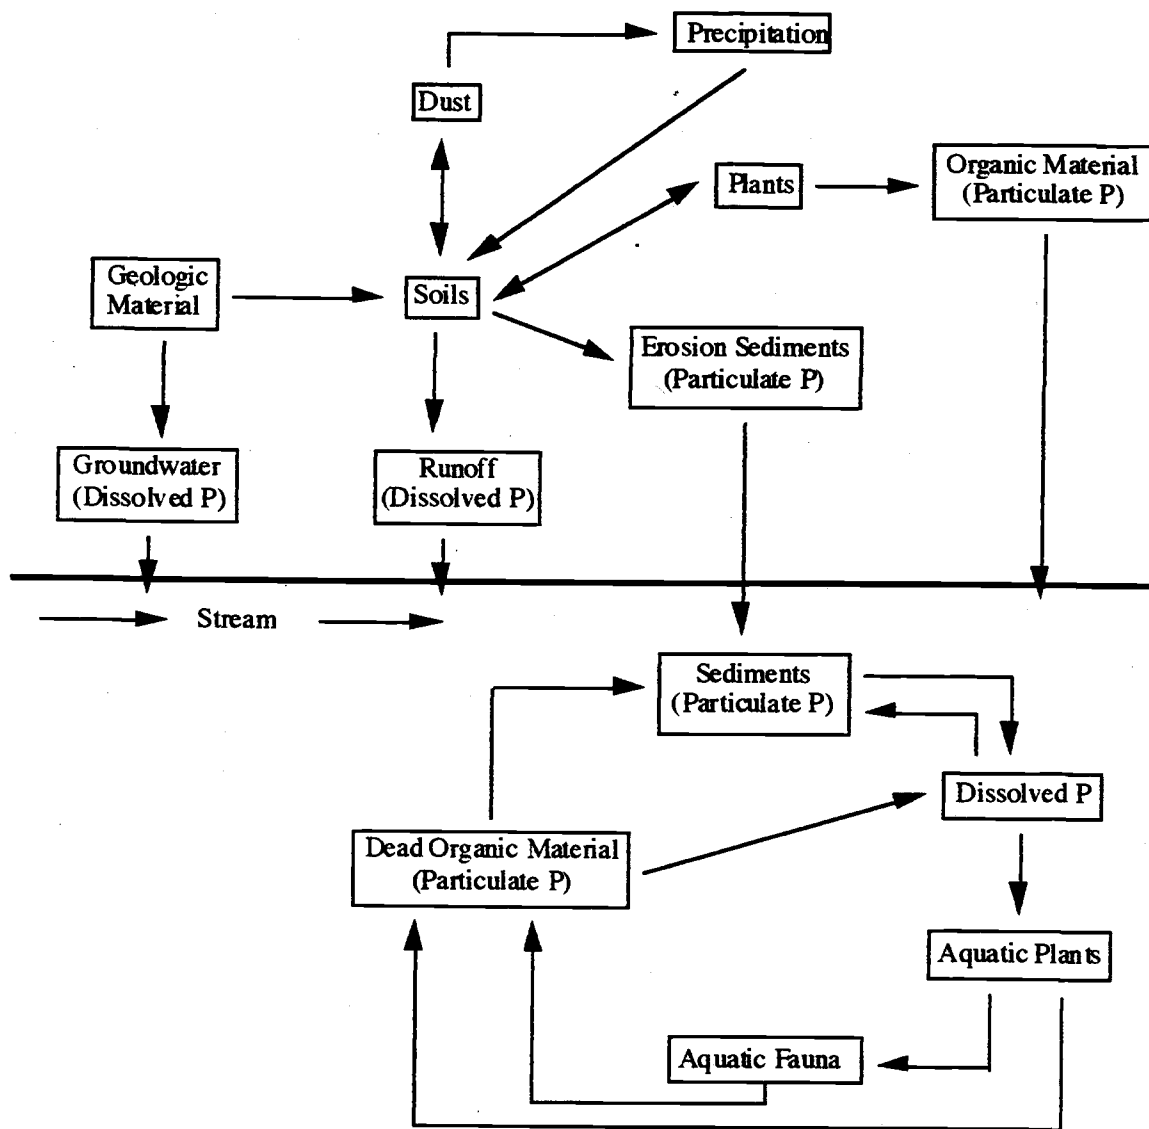 Precipitation
Dust
Plants
Organic Material
(Particulate P)
Geologic
Material
Soils
Erosion Sediments
(Particulate P)
Groundwater
(Dissolved P)
Runoff
(Dissolved P)
Stream
Sediments
(Particulate P)
Dissolved P
Dead Organic Material
(Particulate P)
Aquatic Plants
Aquatic Fauna